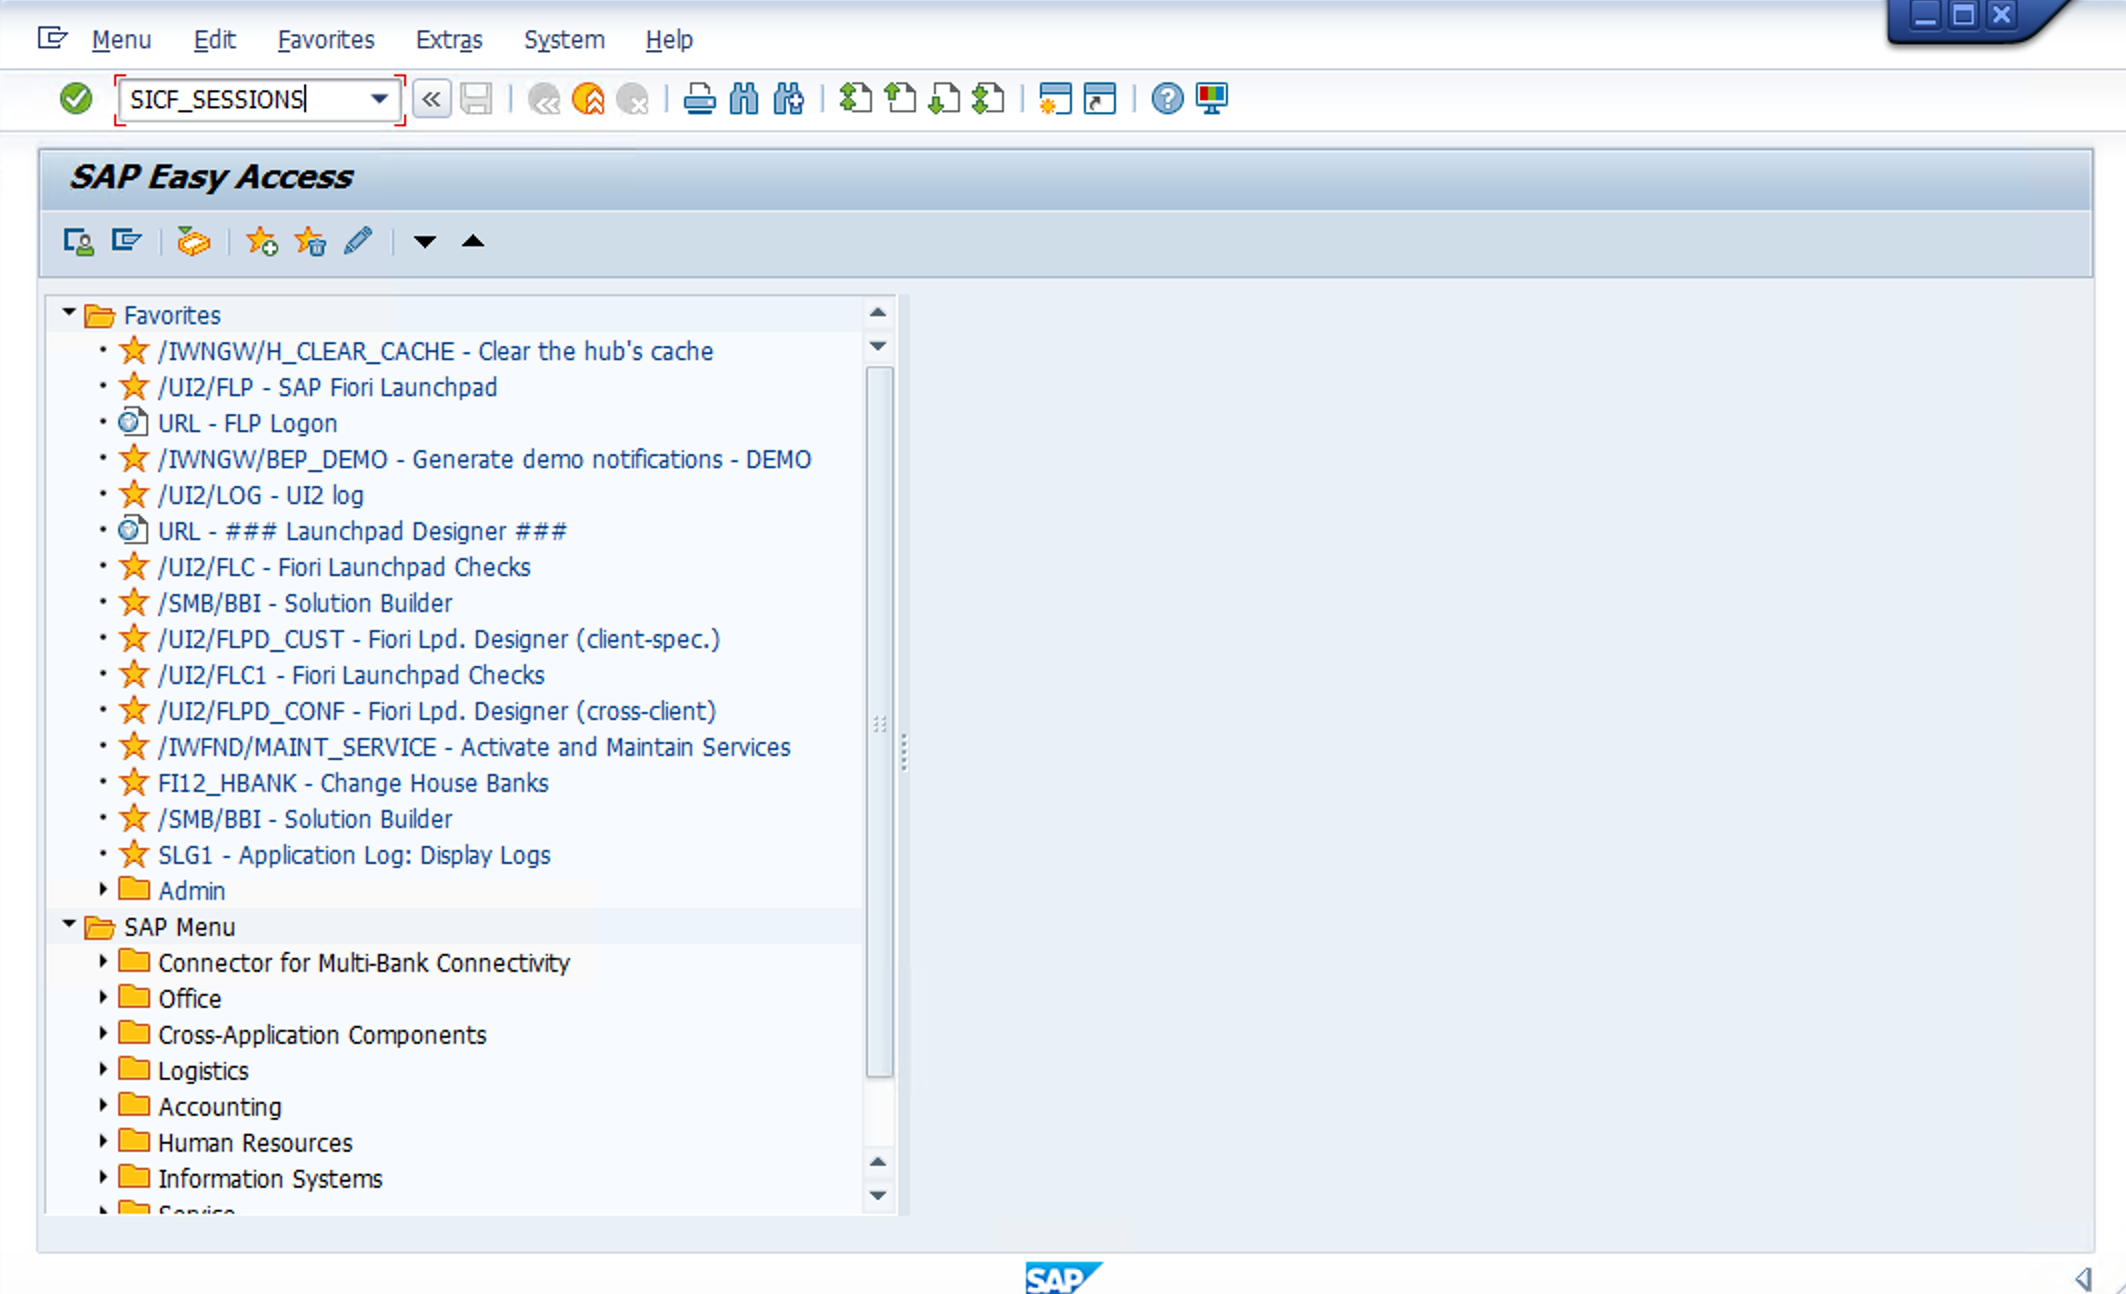 Menu Edit Favorites Extras System Help
SICF_SESSIONS
SAP Easy Access
Favorites
/IWNGW/H_CLEAR_CACHE - Clear the hub's cache
/UI2/FLP - SAP Fiori Launchpad
URL - FLP Logon
/IWNGW/BEP_DEMO - Generate demo notifications - DEMO
/UI2/LOG - UI2 log
URL - ### Launchpad Designer ###
/UI2/FLC - Fiori Launchpad Checks
/SMB/BBI - Solution Builder
/UI2/FLPD_CUST - Fiori Lpd. Designer (client-spec.)
/UI2/FLC1 - Fiori Launchpad Checks
/UI2/FLPD_CONF - Fiori Lpd. Designer (cross-client)
/IWFND/MAINT_SERVICE - Activate and Maintain Services
FI12_HBANK - Change House Banks
/SMB/BBI - Solution Builder
SLG1 - Application Log: Display Logs
Admin
SAP Menu
Connector for Multi-Bank Connectivity
Office
Cross-Application Components
Logistics
Accounting
Human Resources
Information Systems
Service
SAP